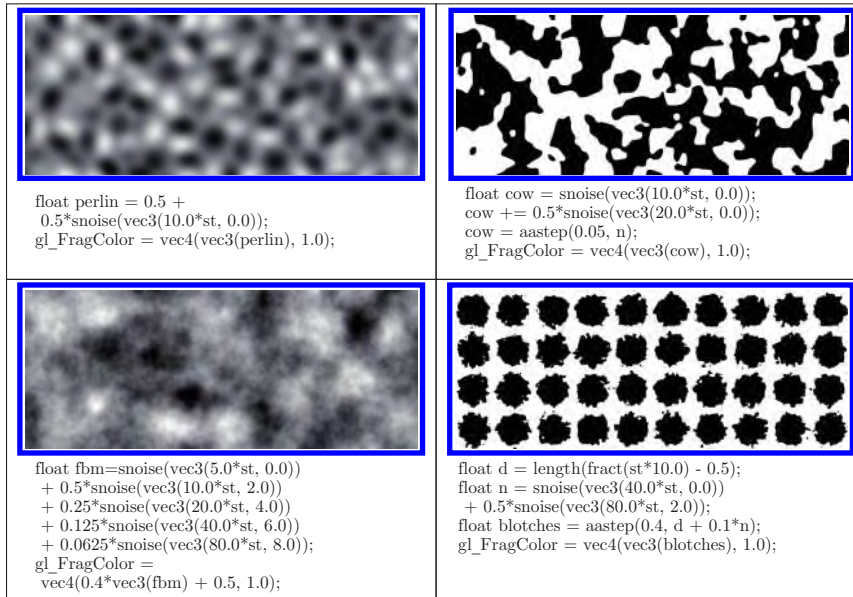 float perlin = 0.5 +
0.5*snoise(vec3(10.0*st, 0.0));
gl_FragColor = vec4(vec3(perlin), 1.0);
float cow = snoise(vec3(10.0*st, 0.0));
cow += 0.5*snoise(vec3(20.0*st, 0.0));
cow = aastep(0.05, n);
gl_FragColor = vec4(vec3(cow), 1.0);
float fbm=snoise(vec3(5.0*st, 0.0))
+ 0.5*snoise(vec3(10.0*st, 2.0))
+ 0.25*snoise(vec3(20.0*st, 4.0))
+ 0.125*snoise(vec3(40.0*st, 6.0))
+ 0.0625*snoise(vec3(80.0*st, 8.0));
gl_FragColor =
vec4(0.4*vec3(fbm) + 0.5, 1.0);
float d = length(fract(st*10.0) - 0.5);
float n = snoise(vec3(40.0*st, 0.0))
+ 0.5*snoise(vec3(80.0*st, 2.0));
float blotches = aastep(0.4, d + 0.1*n);
gl_FragColor = vec4(vec3(blotches), 1.0);